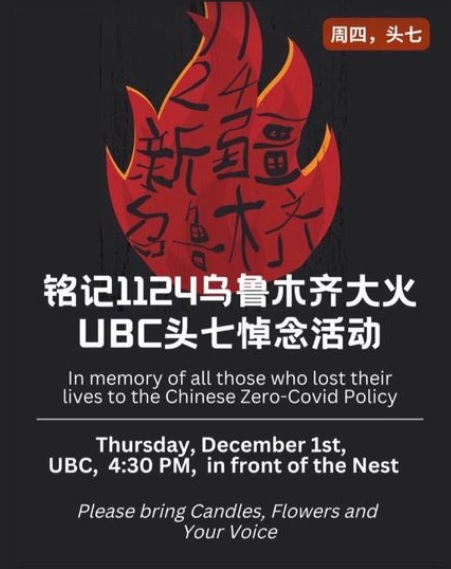 周四，头七
1124
新疆
乌鲁木齐
铭记1124乌鲁木齐大火
UBC头七悼念活动
In memory of all those who lost their
lives to the Chinese Zero-Covid Policy
Thursday, December 1st,
UBC, 4:30 PM, in front of the Nest
Please bring Candles, Flowers and
Your Voice